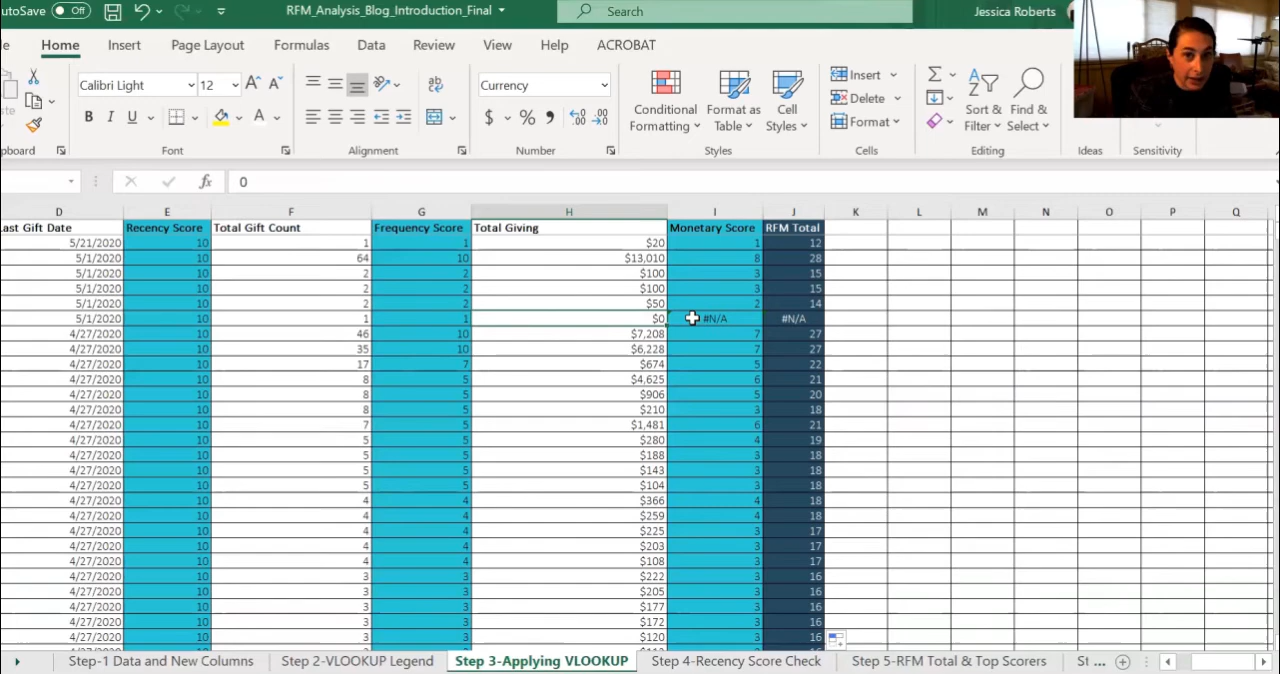 AutoSave Off RFM_Analysis_Blog_Introduction_Final Search Jessica Roberts
Home Insert Page Layout Formulas Data Review View Help ACROBAT
Calibri Light 12 Currency Insert
Conditional Formatting Format as Table Cell Styles Delete Sort & Filter Find & Select
B I U A $ % Format
Font Alignment Number Styles Cells Editing Ideas Sensitivity
fx 0
D E F G H I J K L M N O P Q
Last Gift Date Recency Score Total Gift Count Frequency Score Total Giving Monetary Score RFM Total
5/21/2020 10 1 1 $20 1 12
5/1/2020 10 64 10 $13,010 8 28
5/1/2020 10 2 2 $100 3 15
5/1/2020 10 2 2 $100 3 15
5/1/2020 10 2 2 $50 2 14
5/1/2020 10 1 1 $0 #N/A #N/A
4/27/2020 10 46 10 $7,208 7 27
4/27/2020 10 35 10 $6,228 7 27
4/27/2020 10 17 7 $674 5 22
4/27/2020 10 8 5 $4,625 6 21
4/27/2020 10 8 5 $906 5 20
4/27/2020 10 8 5 $210 3 18
4/27/2020 10 7 5 $1,481 6 21
4/27/2020 10 5 5 $280 4 19
4/27/2020 10 5 5 $188 3 18
4/27/2020 10 5 5 $143 3 18
4/27/2020 10 5 5 $104 3 18
4/27/2020 10 4 4 $366 4 18
4/27/2020 10 4 4 $259 4 18
4/27/2020 10 4 4 $225 3 17
4/27/2020 10 4 4 $203 3 17
4/27/2020 10 4 4 $108 3 17
4/27/2020 10 3 3 $222 3 16
4/27/2020 10 3 3 $205 3 16
4/27/2020 10 3 3 $177 3 16
4/27/2020 10 3 3 $172 3 16
4/27/2020 10 3 3 $120 3 16
Step-1 Data and New Columns Step 2-VLOOKUP Legend Step 3-Applying VLOOKUP Step 4-Recency Score Check Step 5-RFM Total & Top Scorers St ...